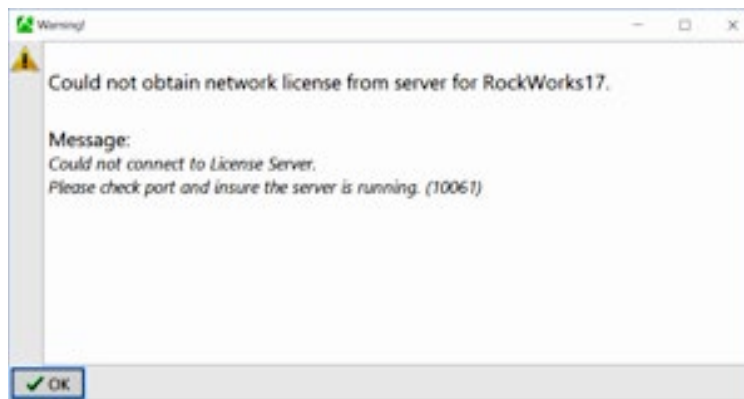 Warning!
Could not obtain network license from server for RockWorks17.
Message:
Could not connect to License Server.
Please check port and insure the server is running. (10061)
OK